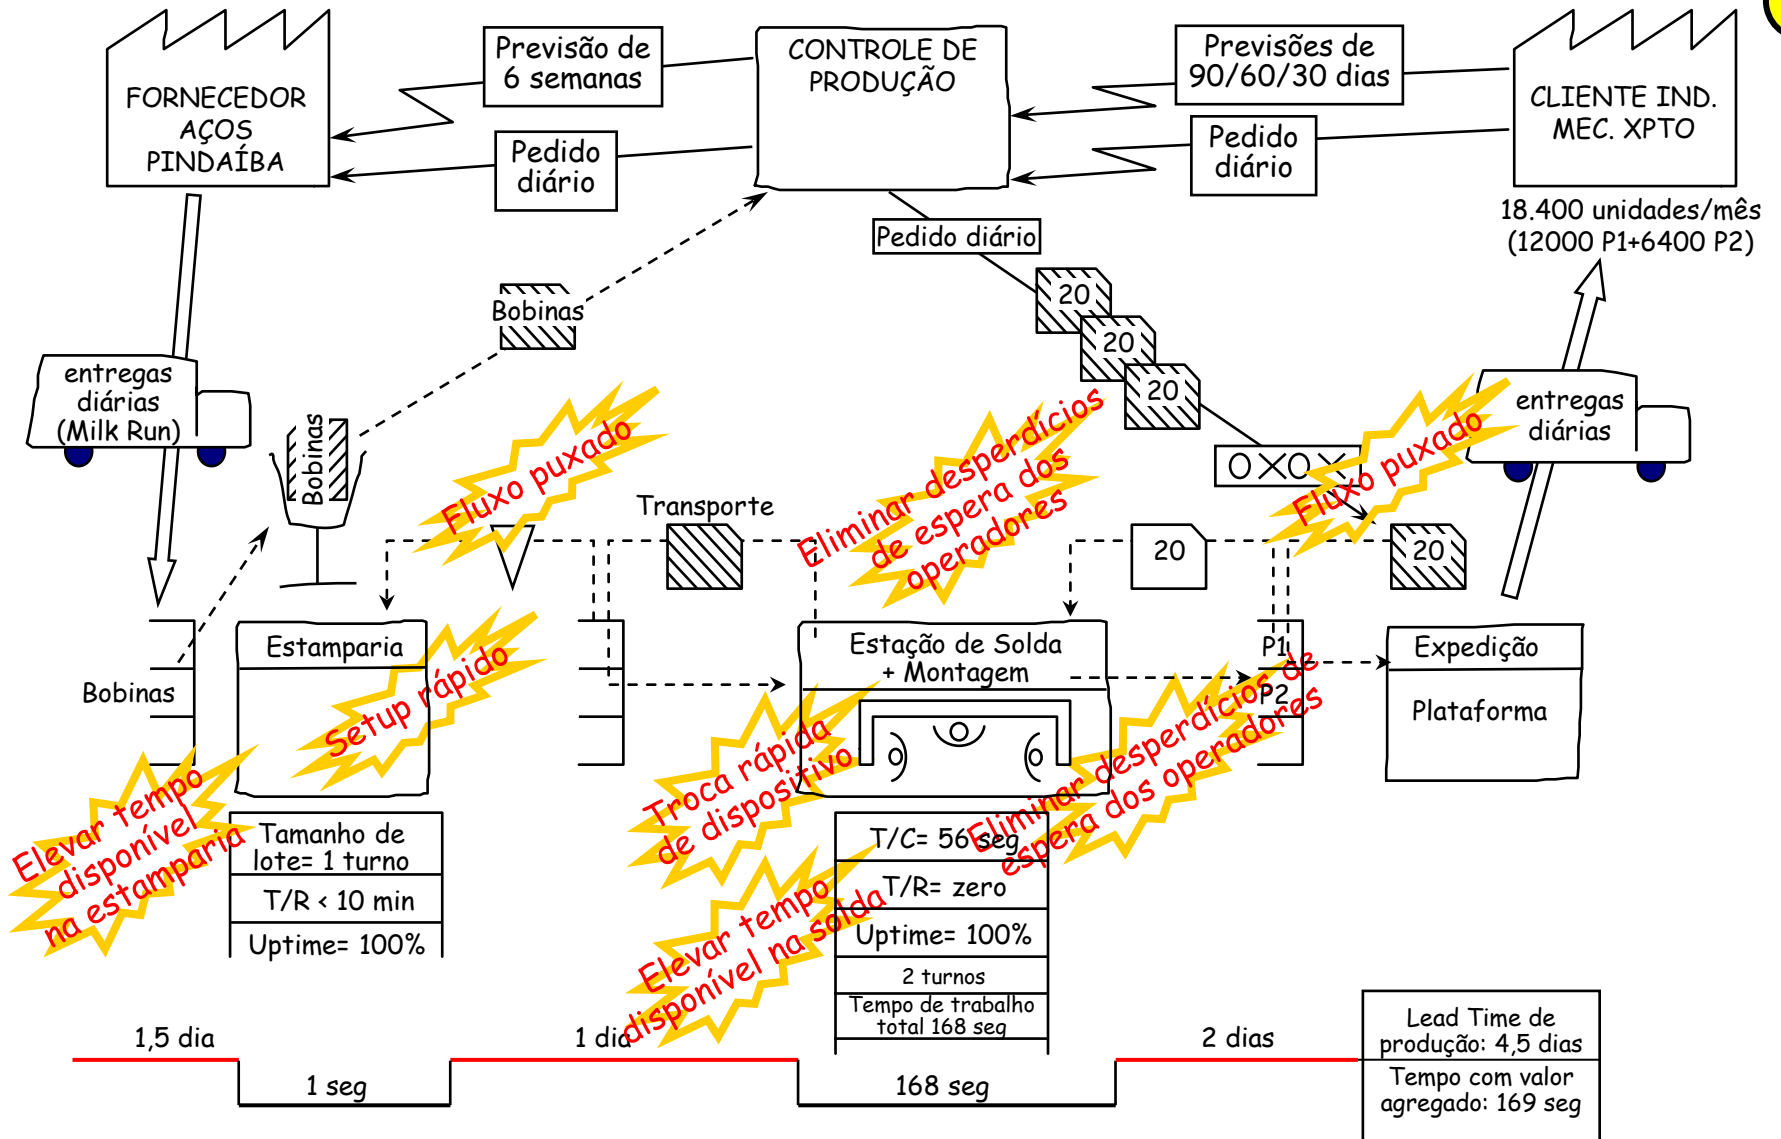 FORNECEDOR
AÇOS
PINDAÍBA
Previsão de
6 semanas
Pedido
diário
CONTROLE DE
PRODUÇÃO
Previsões de
90/60/30 dias
Pedido
diário
CLIENTE IND.
MEC. XPTO
18.400 unidades/mês
(12000 P1+6400 P2)
Pedido diário
Bobinas
20
20
20
entregas
diárias
(Milk Run)
Bobinas
Fluxo puxado
Transporte
Eliminar desperdícios
de espera dos
operadores
OXOX
Fluxo puxado
entregas
diárias
20
20
Bobinas
Estamparia
Setup rápido
Estação de Solda
+ Montagem
P1
P2
Expedição
Plataforma
Elevar tempo
disponível
na estamparia
Troca rápida
de dispositivo
Eliminar desperdícios de
espera dos operadores
Tamanho de
lote= 1 turno
T/R < 10 min
Uptime= 100%
Elevar tempo
disponível na solda
T/C= 56 seg
T/R= zero
Uptime= 100%
2 turnos
Tempo de trabalho
total 168 seg
1,5 dia
1 seg
1 dia
168 seg
2 dias
Lead Time de
produção: 4,5 dias
Tempo com valor
agregado: 169 seg